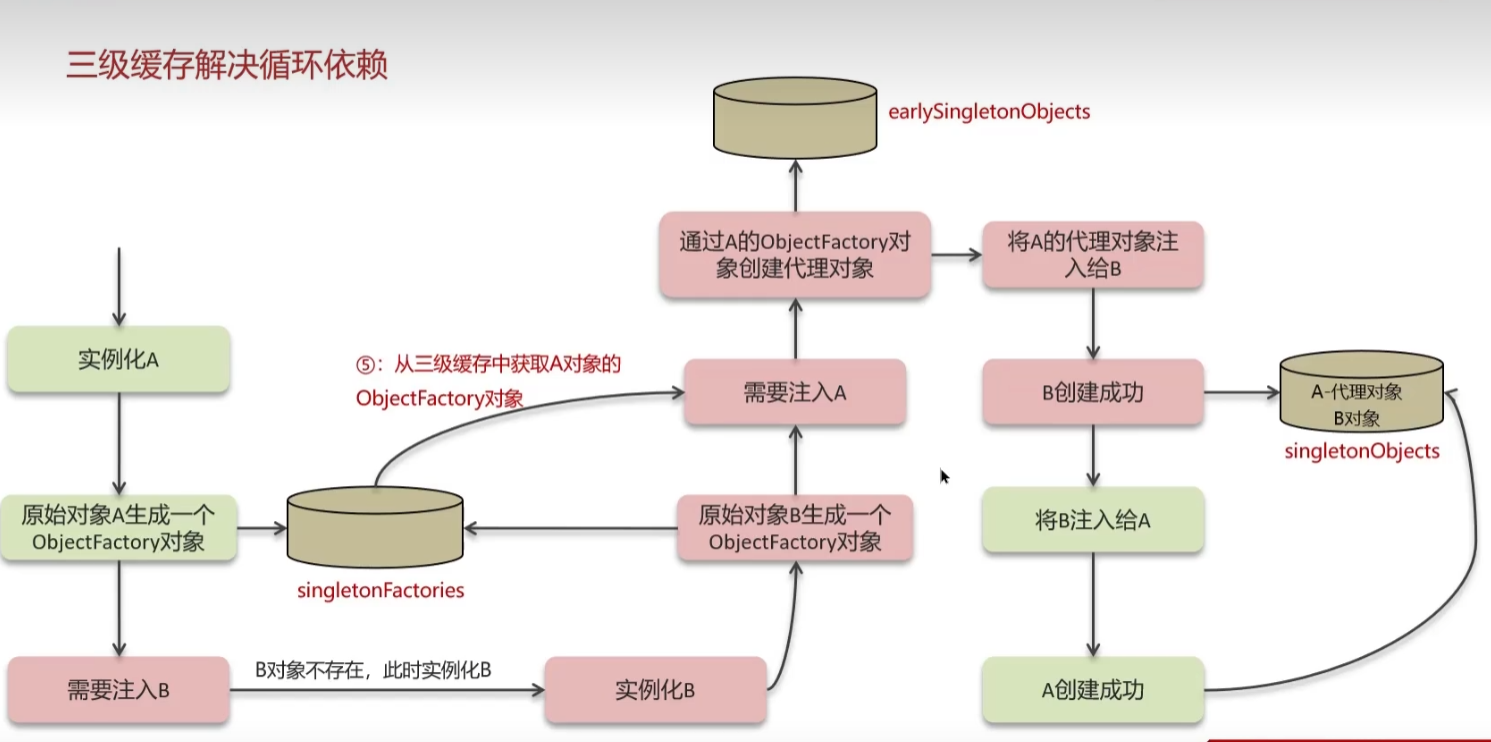 三级缓存解决循环依赖
earlySingletonObjects
通过A的ObjectFactory对
象创建代理对象
将A的代理对象注
入给B
实例化A
⑤：从三级缓存中获取A对象的
ObjectFactory对象
需要注入A
B创建成功
A-代理对象
B对象
singletonObjects
原始对象A生成一个
ObjectFactory对象
singletonFactories
原始对象B生成一个
ObjectFactory对象
将B注入给A
需要注入B
B对象不存在，此时实例化B
实例化B
A创建成功